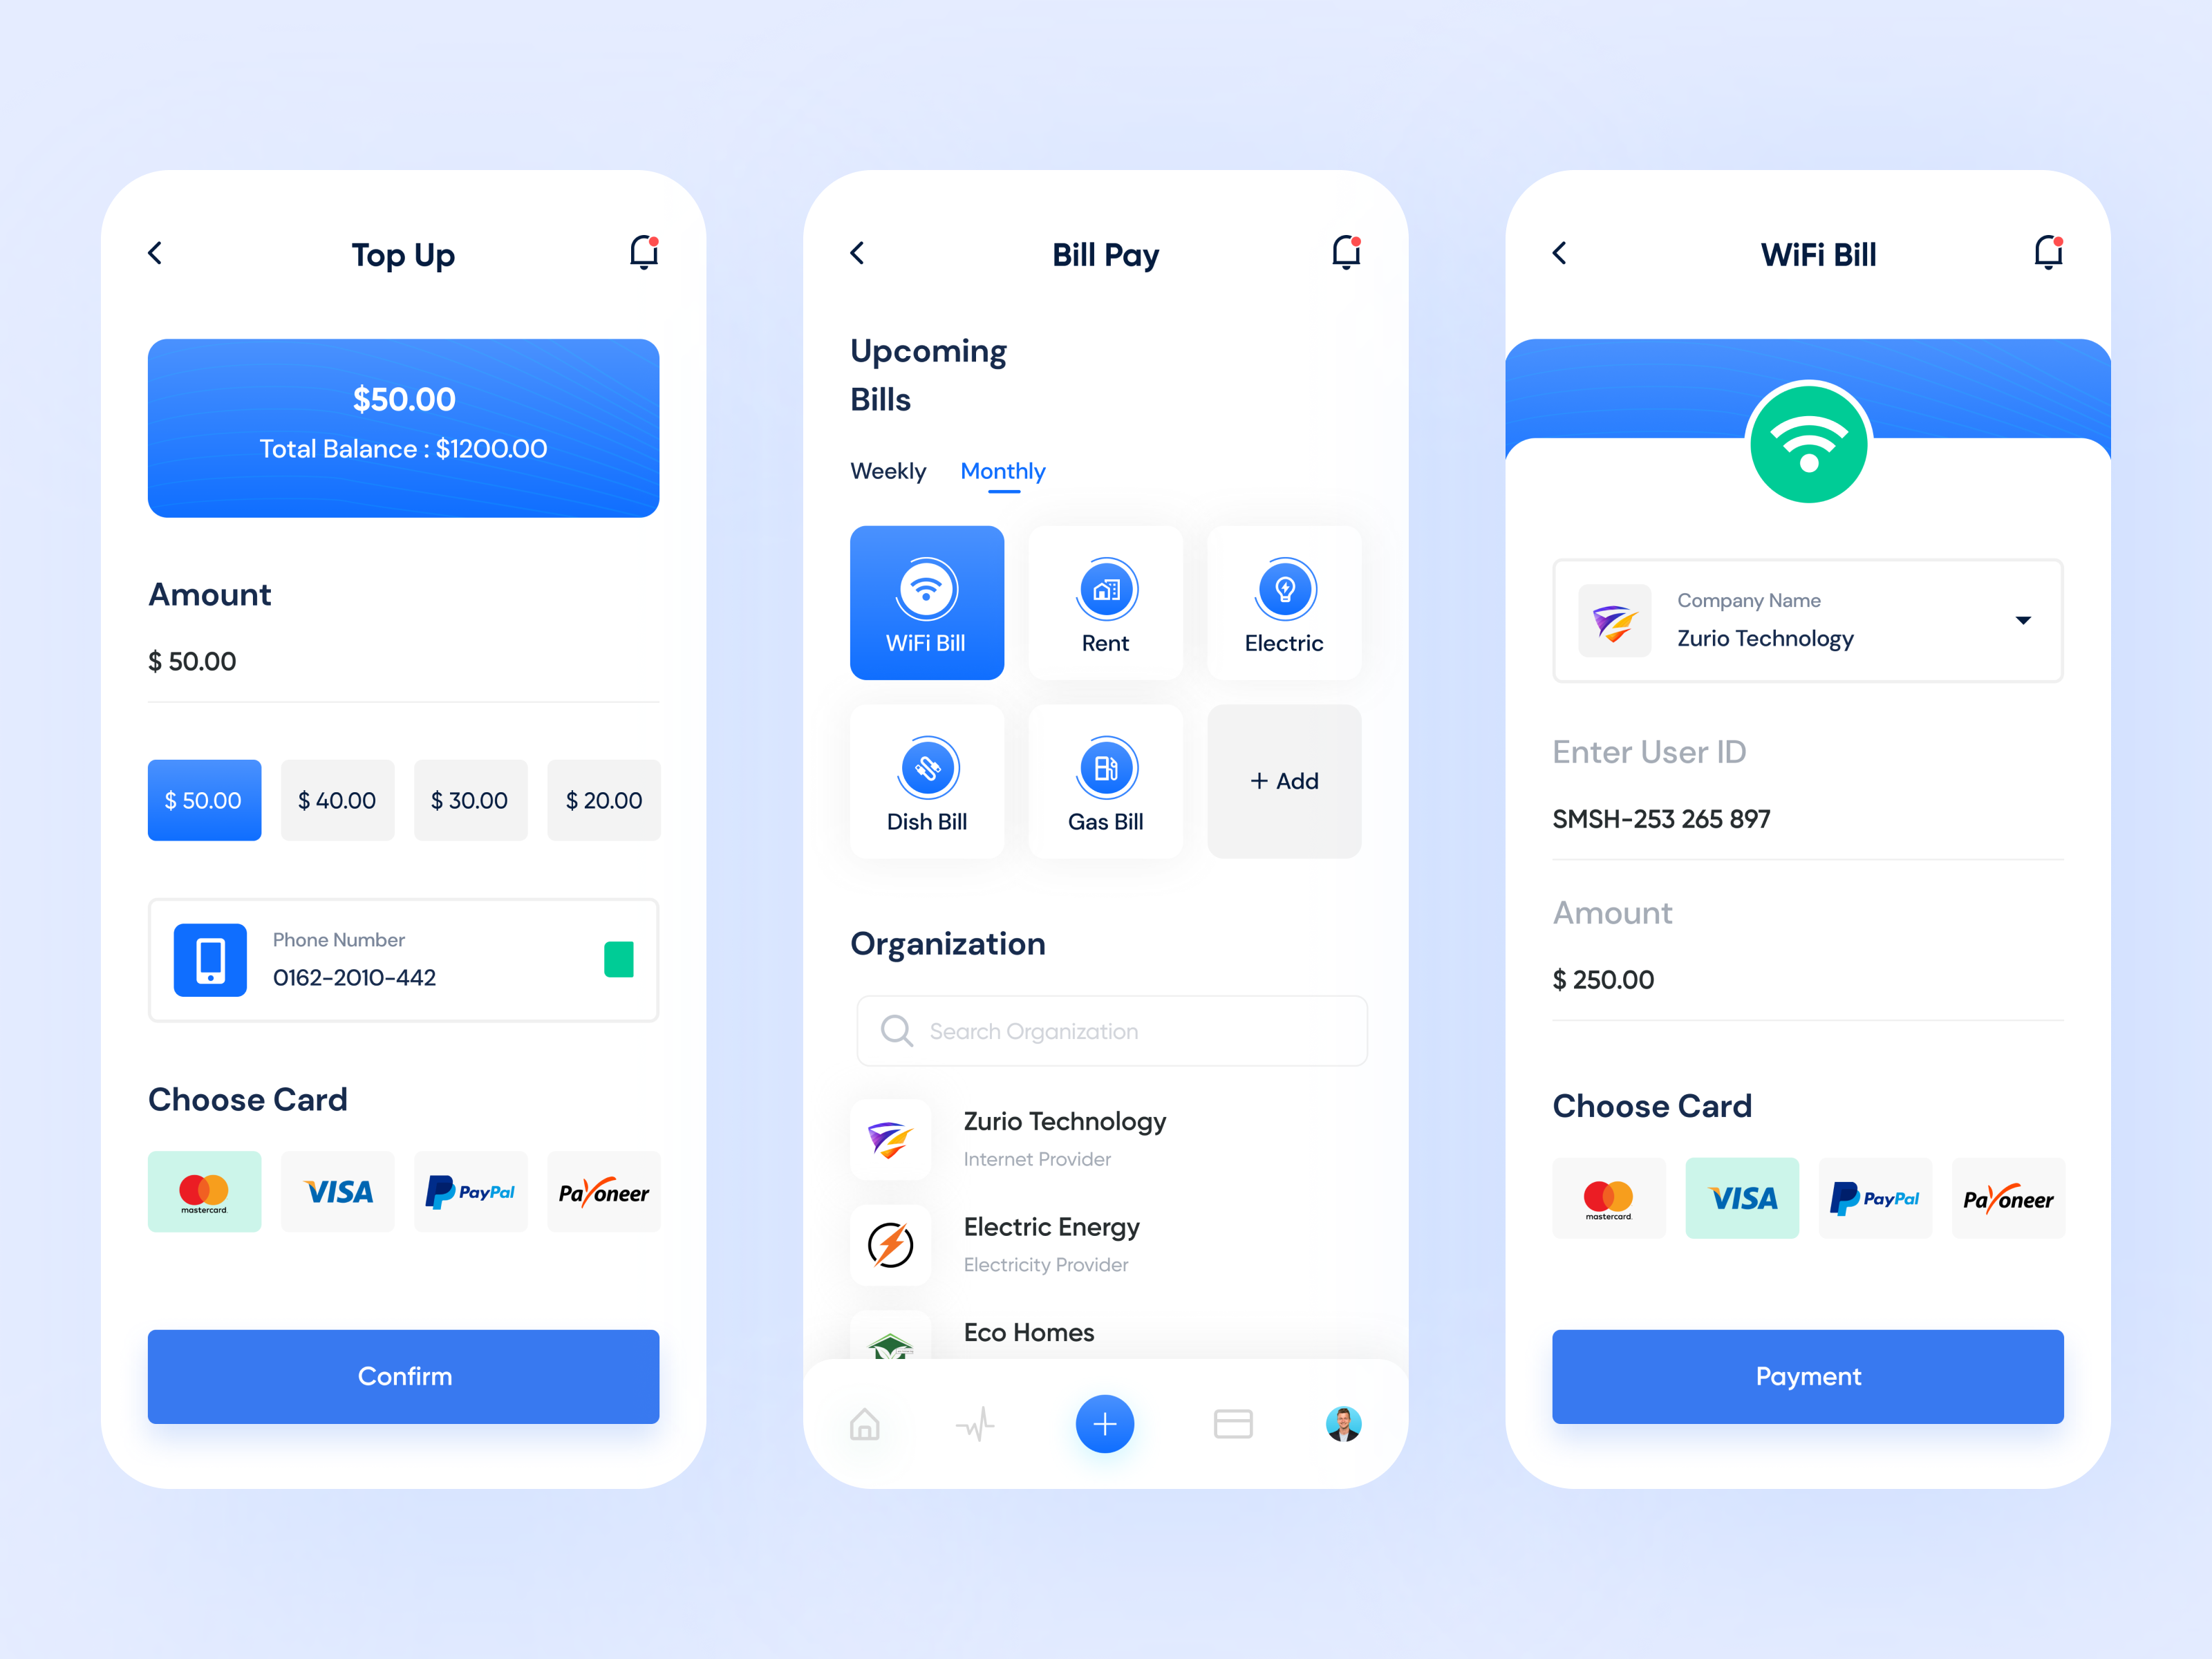 Top Up
$50.00
Total Balance : $1200.00
Amount
$ 50.00
$ 50.00
$ 40.00
$ 30.00
$ 20.00
Phone Number
0162-2010-442
Choose Card
mastercard.
VISA
PayPal
Payoneer
Confirm
Bill Pay
Upcoming
Bills
Weekly
Monthly
WiFi Bill
Rent
Electric
Dish Bill
Gas Bill
+ Add
Organization
Search Organization
Zurio Technology
Internet Provider
Electric Energy
Electricity Provider
Eco Homes
WiFi Bill
Company Name
Zurio Technology
Enter User ID
SMSH-253 265 897
Amount
$ 250.00
Choose Card
mastercard.
VISA
PayPal
Payoneer
Payment